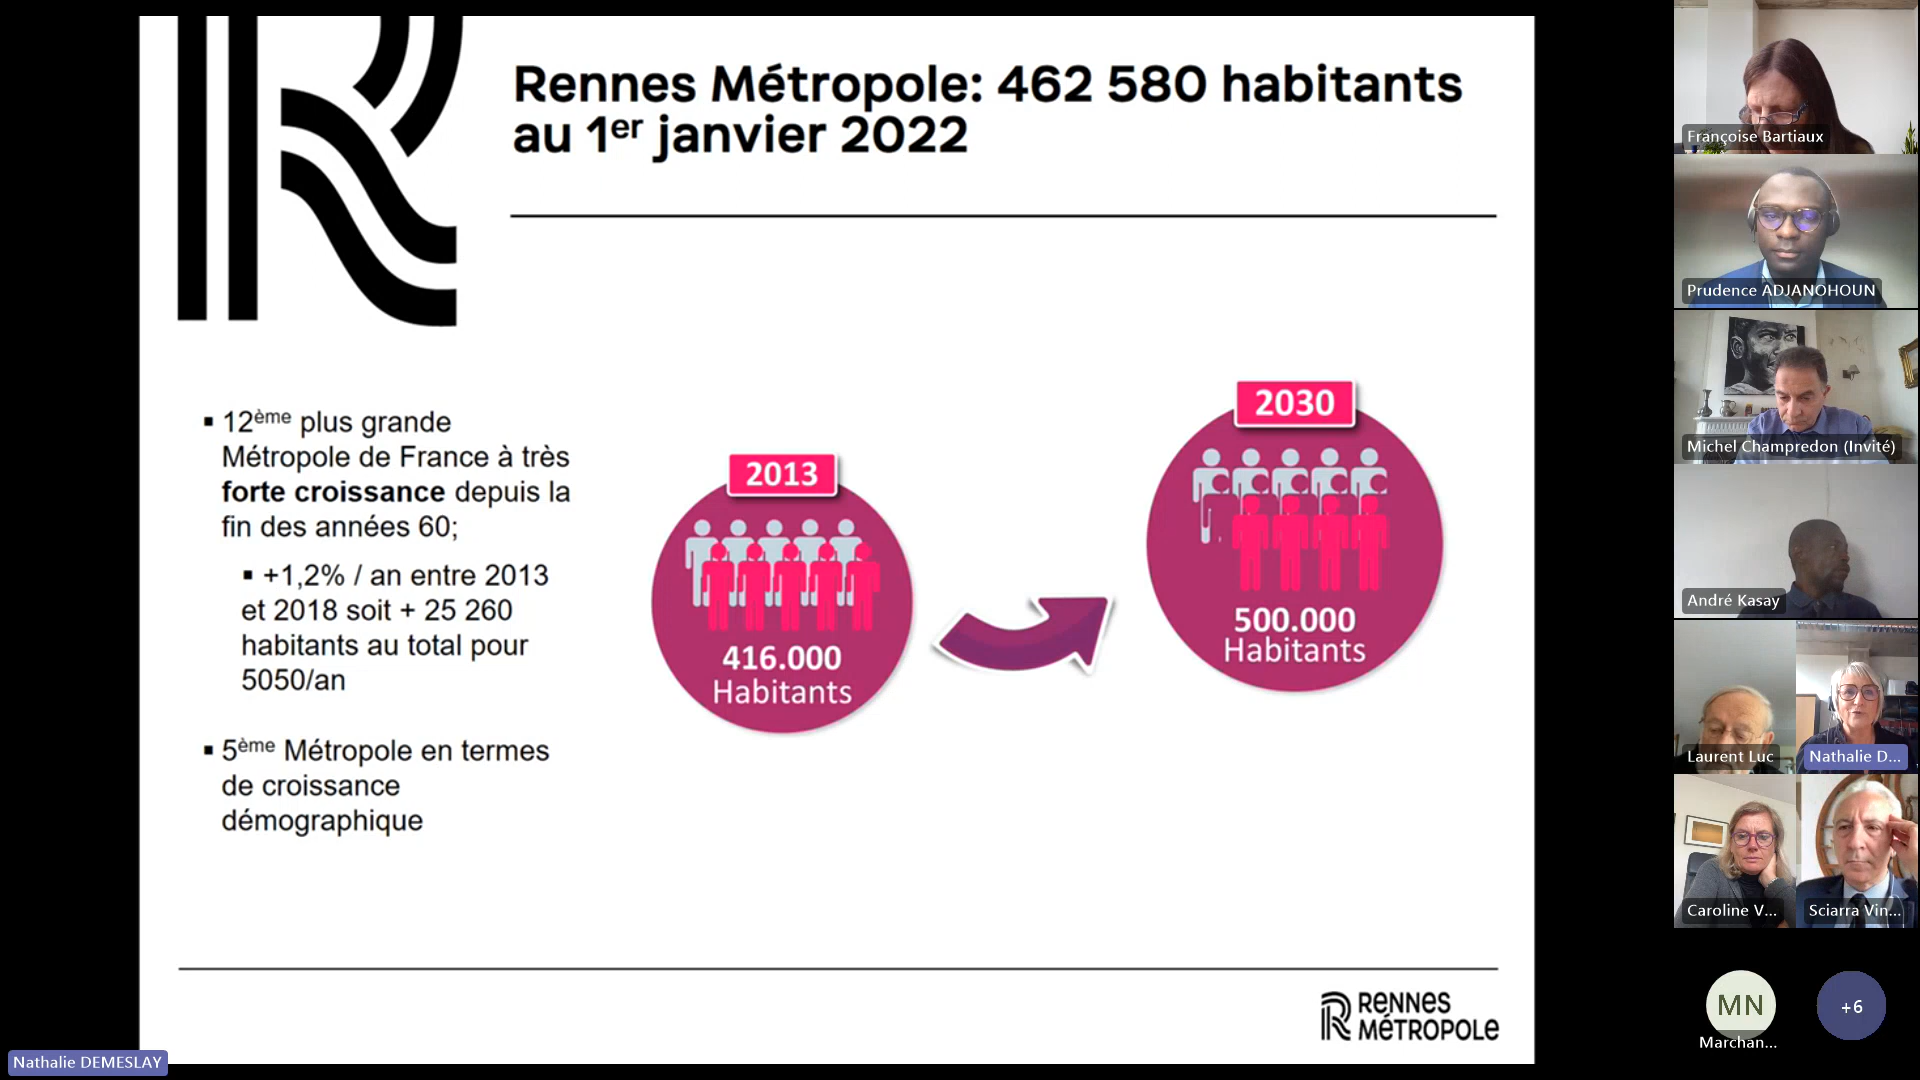 Rennes Métropole: 462 580 habitants
au 1er janvier 2022
▪ 12ème plus grande
Métropole de France à très
forte croissance depuis la
fin des années 60;
▪ +1,2% / an entre 2013
et 2018 soit + 25 260
habitants au total pour
5050/an
▪ 5ème Métropole en termes
de croissance
démographique
2013
416.000
Habitants
2030
500.000
Habitants
RENNES
MÉTROPOLE
Nathalie DEMESLAY
Françoise Bartiaux
Prudence ADJANOHOUN
Michel Champredon (Invité)
André Kasay
Laurent Luc
Nathalie D...
Caroline V...
Sciarra Vin...
MN
Marchan...
+6